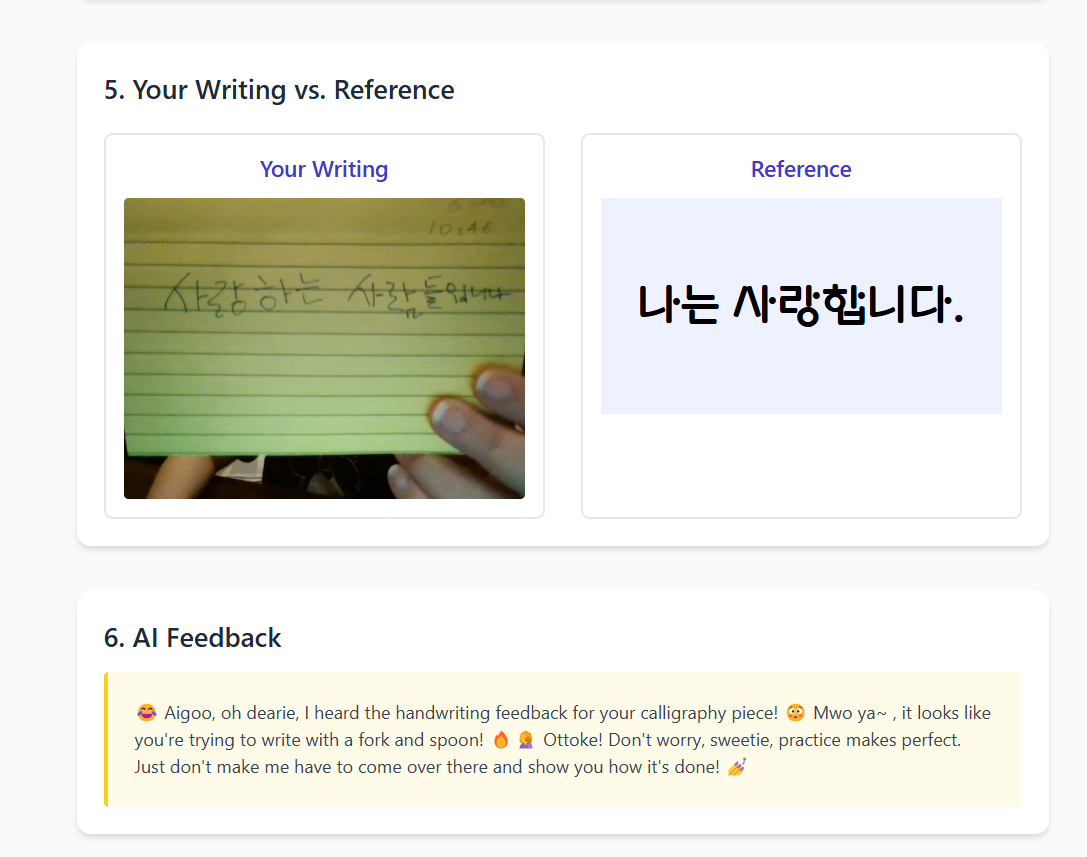 5. Your Writing vs. Reference
Your Writing
10:46
사랑하는 사람들입니다
Reference
나는 사랑합니다.
6. AI Feedback
😂 Aigoo, oh dearie, I heard the handwriting feedback for your calligraphy piece! 😳 Mwo ya~ , it looks like
you're trying to write with a fork and spoon! 🔥 🤦‍♀️ Ottoke! Don't worry, sweetie, practice makes perfect.
Just don't make me have to come over there and show you how it's done! 💅